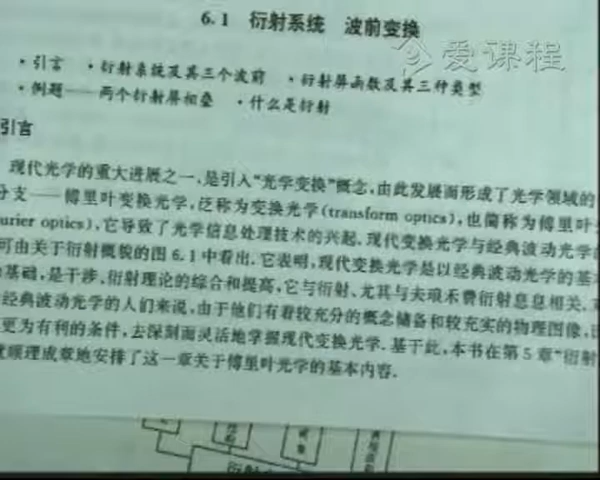 6.1 衍射系统 波前变换
爱课程
·引言 ·衍射系统及其三个波前 ·衍射屏函数及其三种类型
·例题——两个衍射屏相叠 ·什么是衍射
引言
现代光学的重大进展之一,是引入“光学变换”概念,由此发展而形成了光学领域的
分支——傅里叶变换光学,泛称为变换光学(transform optics),也简称为傅里叶
urier optics),它导致了光学信息处理技术的兴起.现代变换光学与经典波动光学的
可由关于衍射概貌的图6.1中看出.它表明,现代变换光学是以经典波动光学的基本
基础,是干涉、衍射理论的综合和提高,它与衍射、尤其与夫琅禾费衍射息息相关.
经典波动光学的人们来说,由于他们有着较充分的概念储备和较充实的物理图像,
更为有利的条件,去深刻而灵活地掌握现代变换光学.基于此,本书在第5章“衍射
顺理成章地安排了这一章关于傅里叶光学的基本内容.
衍射